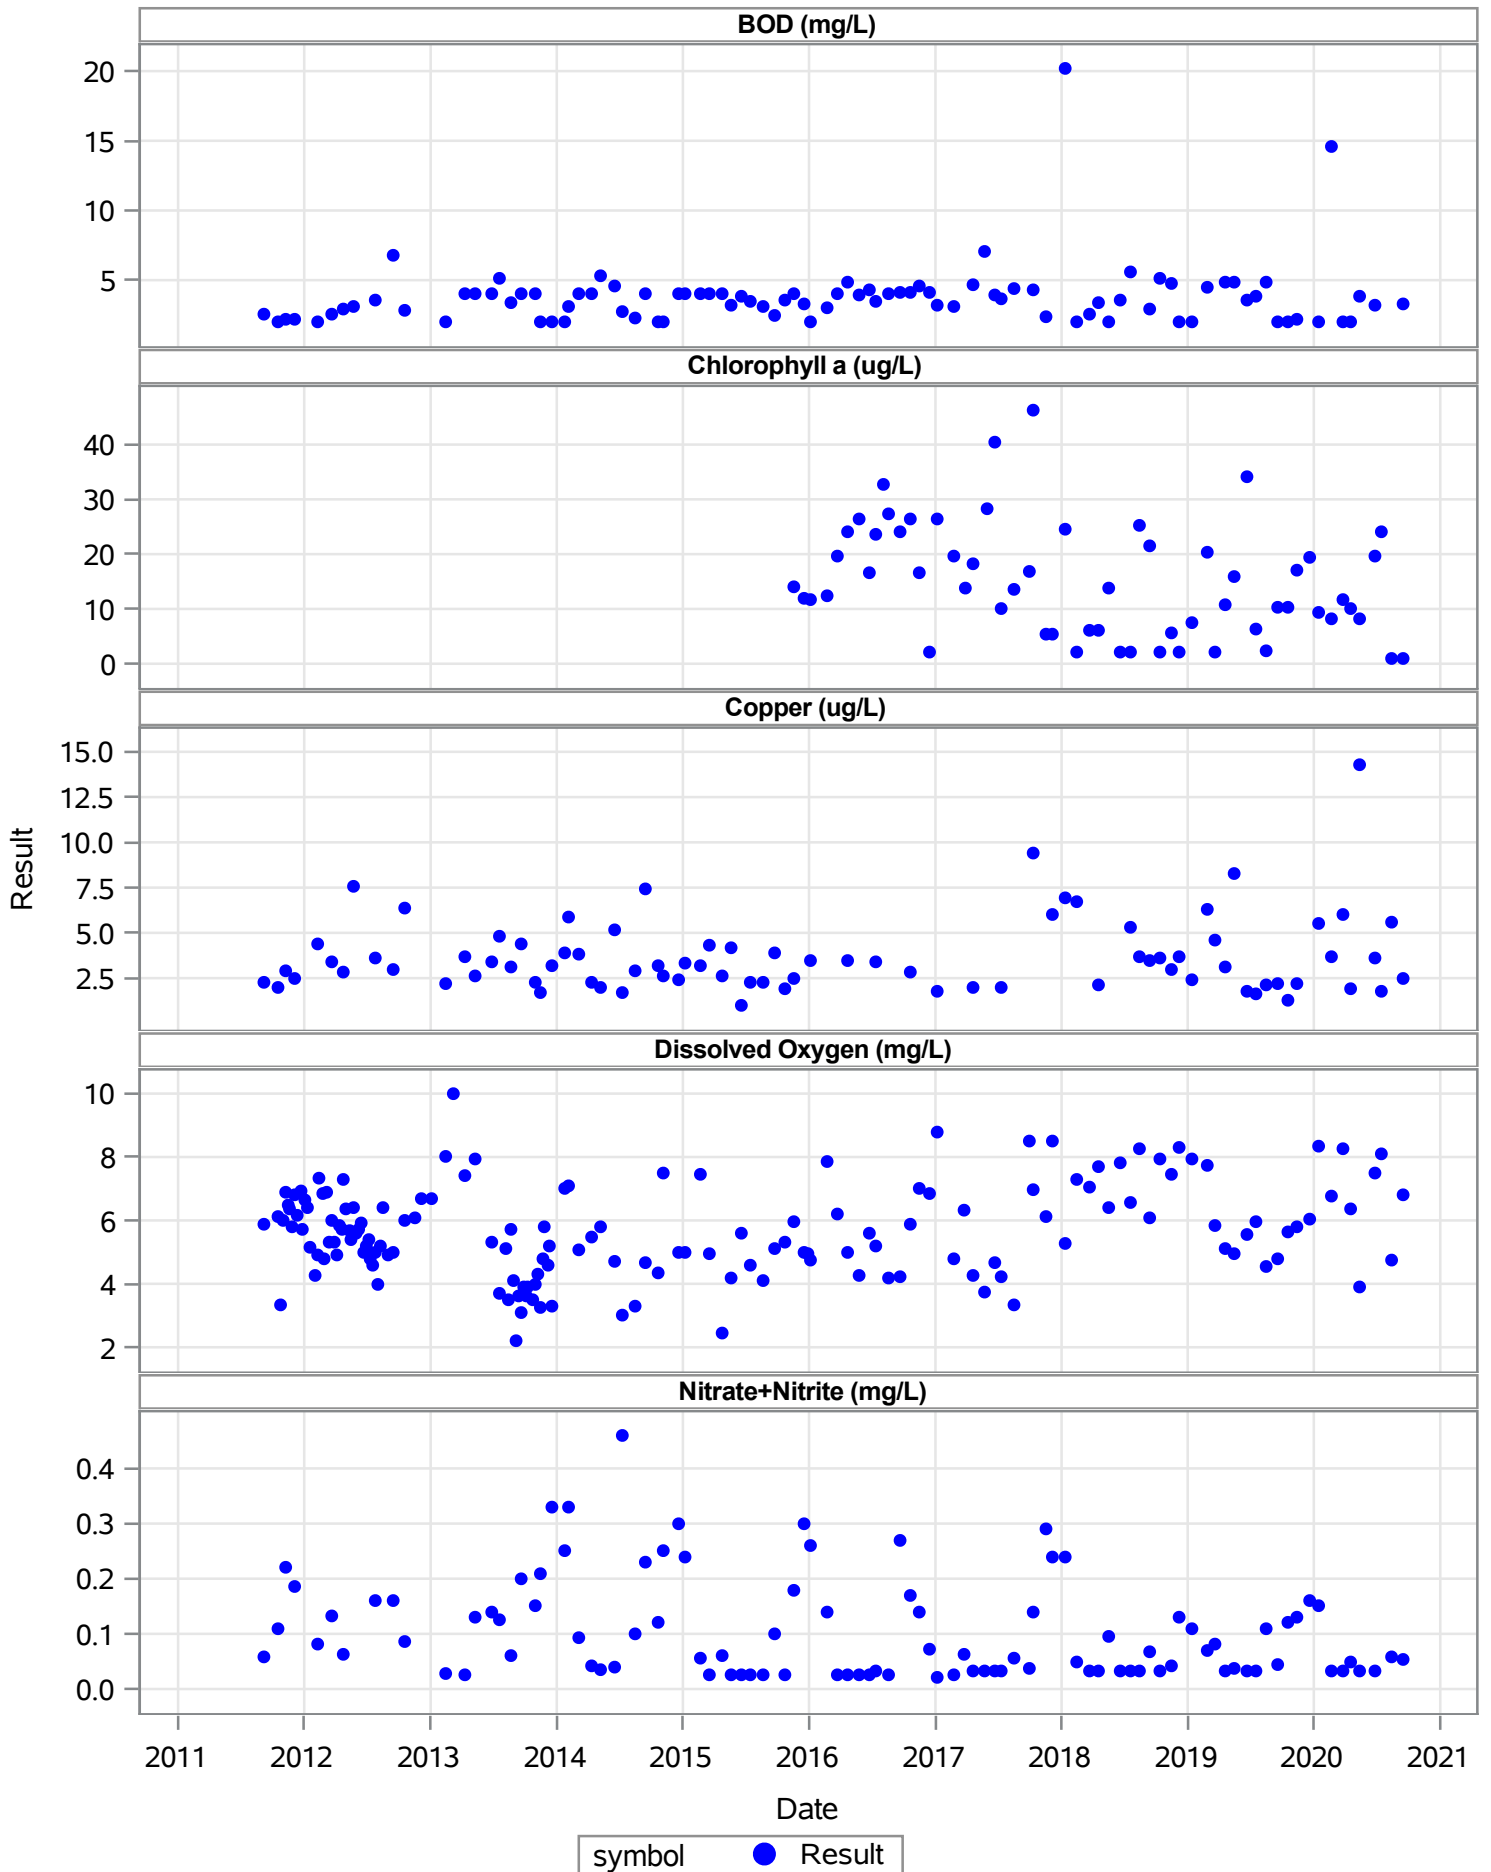 BOD (mg/L)
20
15
10
5
Chlorophyll a (ug/L)
40
30
20
10
0
Copper (ug/L)
15.0
12.5
10.0
7.5
5.0
2.5
Result
Dissolved Oxygen (mg/L)
10
8
6
4
2
Nitrate+Nitrite (mg/L)
0.4
0.3
0.2
0.1
0.0
2011 2012 2013 2014 2015 2016 2017 2018 2019 2020 2021
Date
symbol Result